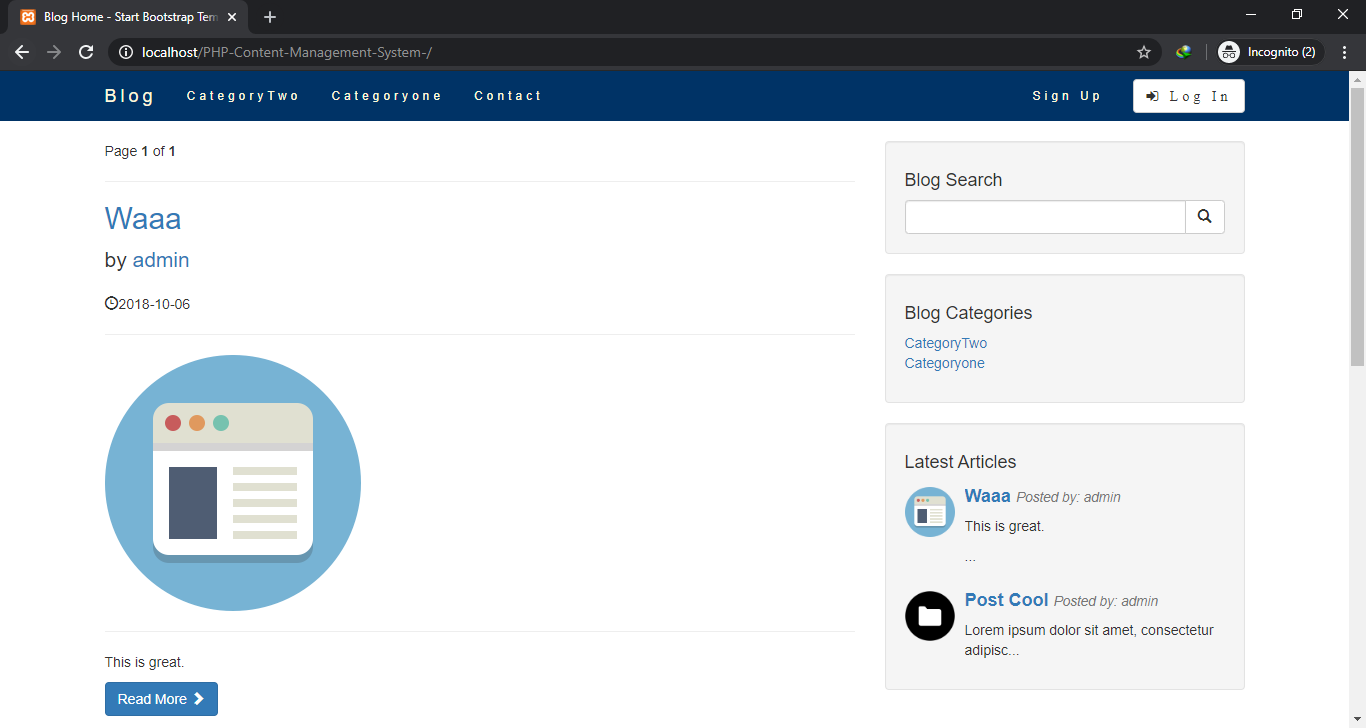 Blog Home - Start Bootstrap Tem
localhost/PHP-Content-Management-System-/
Incognito (2)
Blog CategoryTwo Categoryone Contact Sign Up Log In
Page 1 of 1
Waaa
by admin
2018-10-06
This is great.
Read More
Blog Search
Blog Categories
CategoryTwo
Categoryone
Latest Articles
Waaa Posted by: admin
This is great.
...
Post Cool Posted by: admin
Lorem ipsum dolor sit amet, consectetur
adipisc...